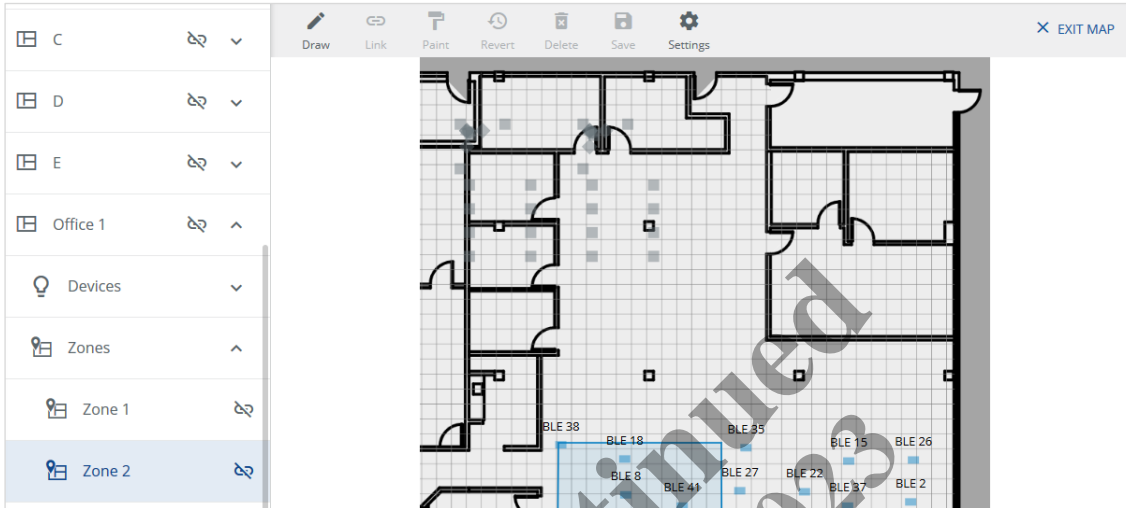 C
D
E
Office 1
Devices
Zones
Zone 1
Zone 2
Draw
Link
Paint
Revert
Delete
Save
Settings
EXIT MAP
BLE 38
BLE 18
BLE 35
BLE 15
BLE 26
BLE 8
BLE 41
BLE 27
BLE 22
BLE 37
BLE 2
tinued
023